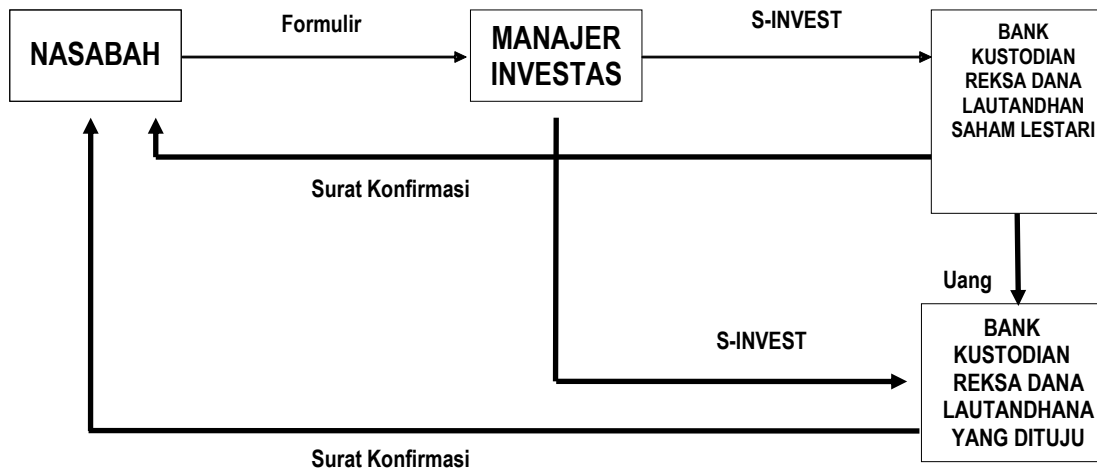 Formulir
S-INVEST
NASABAH
MANAJER
INVESTAS
BANK
KUSTODIAN
REKSA DANA
LAUTANDHAN
SAHAM LESTARI
Surat Konfirmasi
Uang
S-INVEST
BANK
KUSTODIAN
REKSA DANA
LAUTANDHANA
YANG DITUJU
Surat Konfirmasi